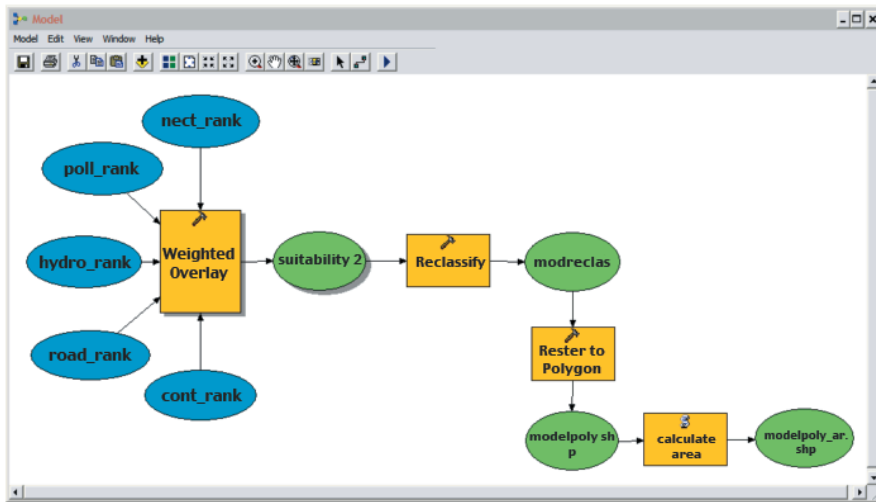 Model
Model Edit View Window Help
nect_rank
poll_rank
hydro_rank
road_rank
cont_rank
Weighted
Overlay
suitability 2
Reclassify
modreclas
Rester to
Polygon
modelpoly sh
p
calculate
area
modelpoly_ar.
shp